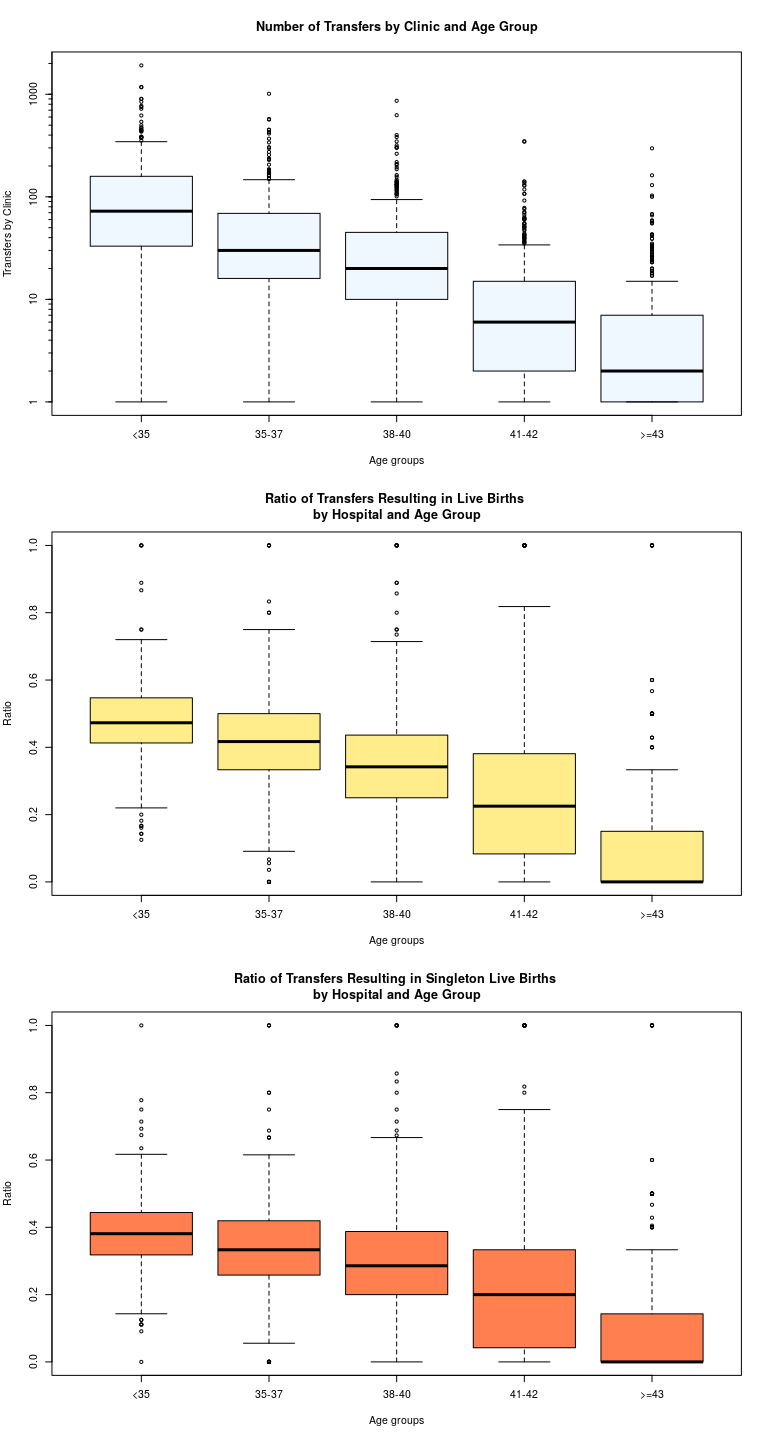 Number of Transfers by Clinic and Age Group
Transfers by Clinic
1000
100
10
1
<35 35-37 38-40 41-42 >=43
Age groups
Ratio of Transfers Resulting in Live Births
by Hospital and Age Group
Ratio
1.0
0.8
0.6
0.4
0.2
0.0
<35 35-37 38-40 41-42 >=43
Age groups
Ratio of Transfers Resulting in Singleton Live Births
by Hospital and Age Group
Ratio
1.0
0.8
0.6
0.4
0.2
0.0
<35 35-37 38-40 41-42 >=43
Age groups